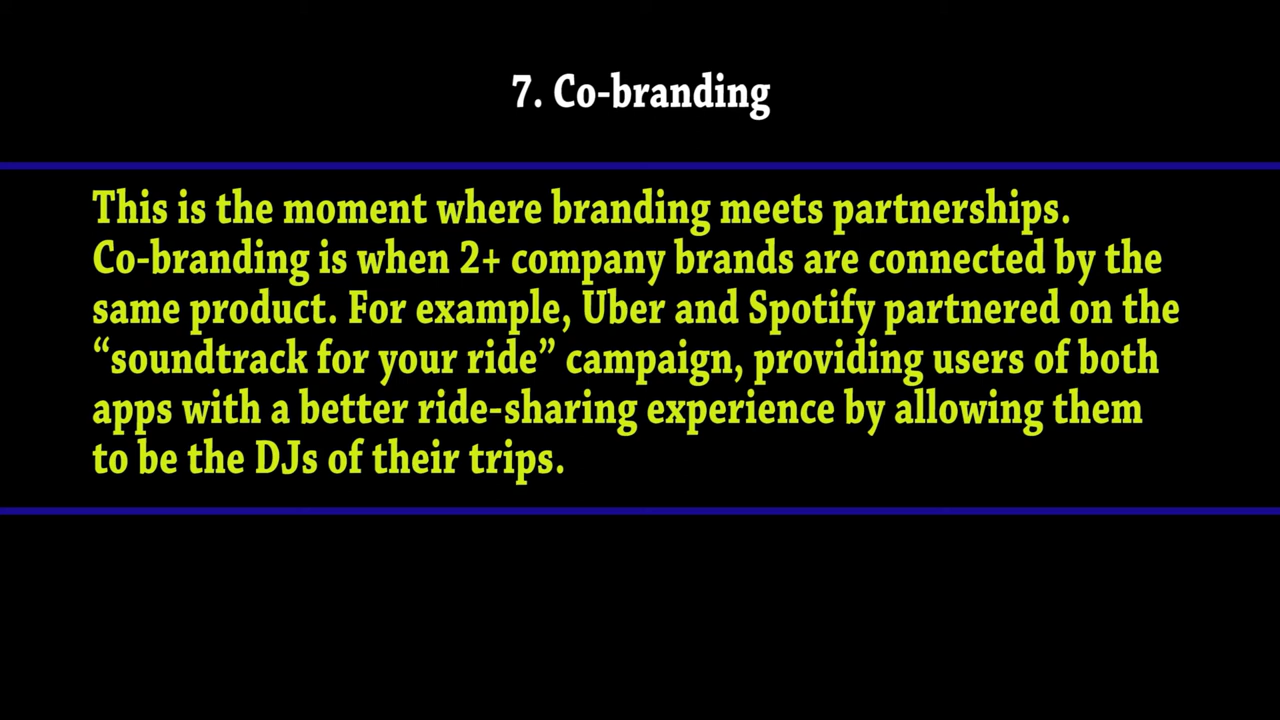 7. Co-branding
This is the moment where branding meets partnerships.
Co-branding is when 2+ company brands are connected by the
same product. For example, Uber and Spotify partnered on the
“soundtrack for your ride” campaign, providing users of both
apps with a better ride-sharing experience by allowing them
to be the DJs of their trips.